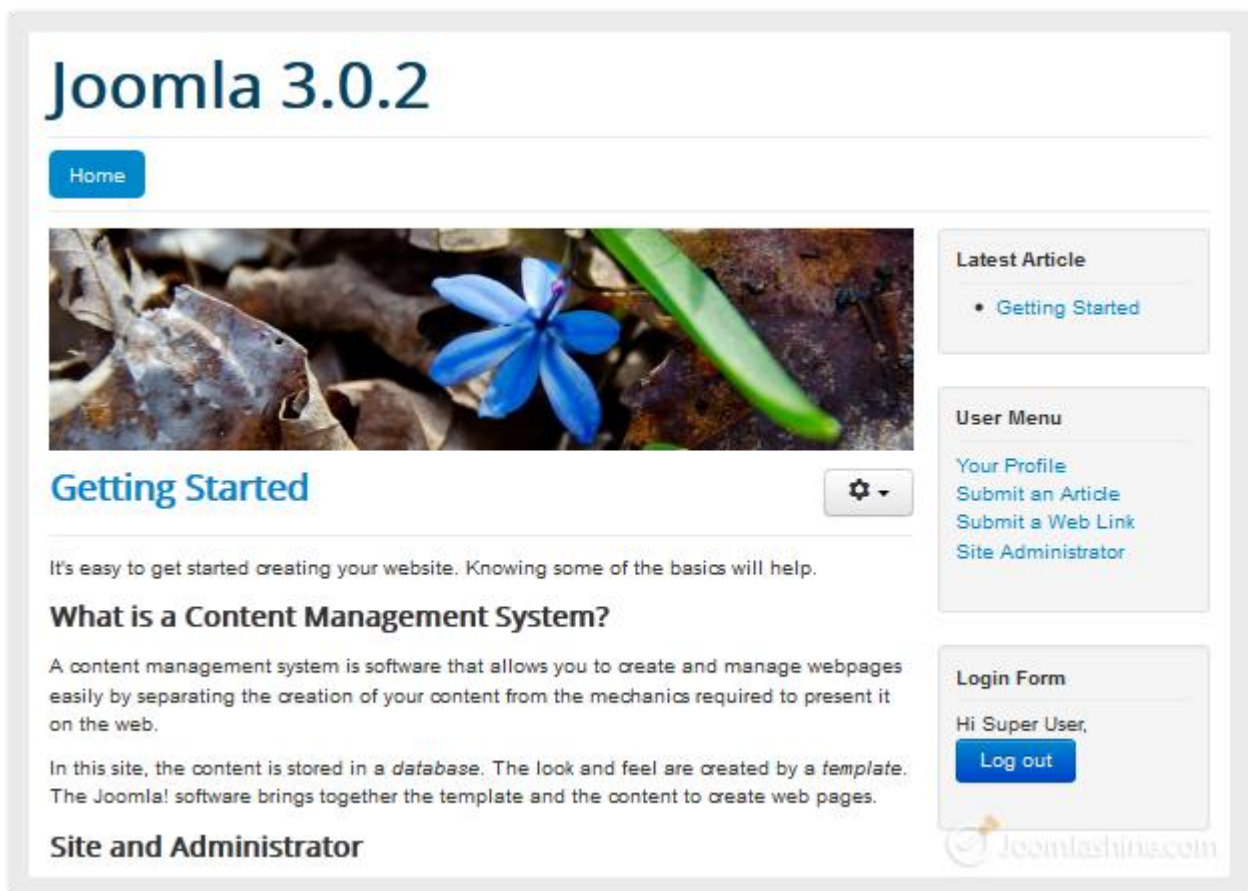 Joomla 3.0.2
Home
Getting Started
It's easy to get started creating your website. Knowing some of the basics will help.
What is a Content Management System?
A content management system is software that allows you to create and manage webpages
easily by separating the creation of your content from the mechanics required to present it
on the web.
In this site, the content is stored in a database. The look and feel are created by a template.
The Joomla! software brings together the template and the content to create web pages.
Site and Administrator
Latest Article
Getting Started
User Menu
Your Profile
Submit an Article
Submit a Web Link
Site Administrator
Login Form
Hi Super User,
Log out
Joomlashine.com